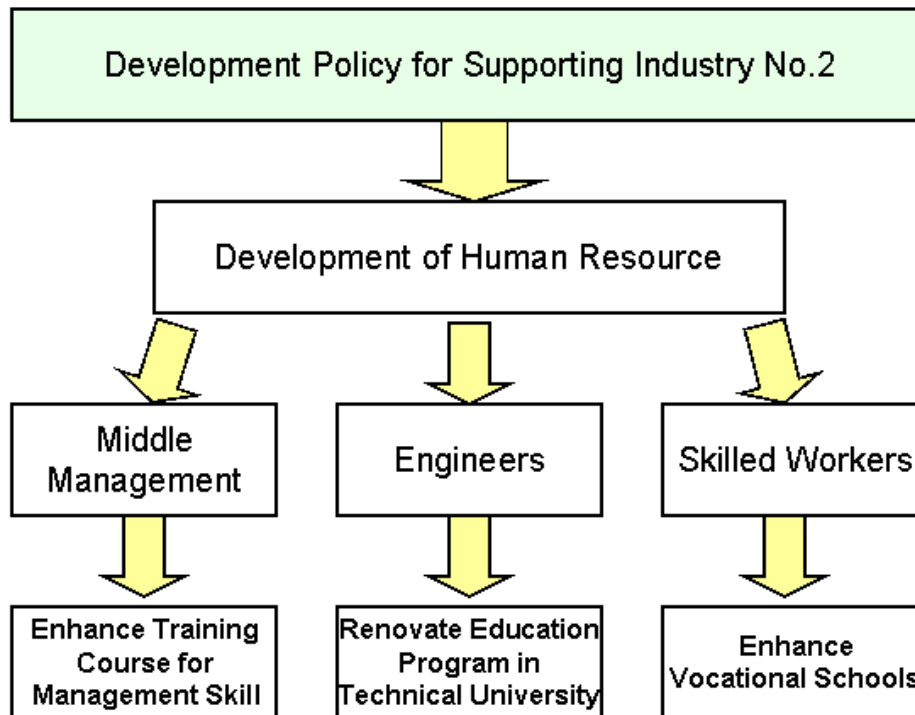 Development Policy for Supporting Industry No.2
Development of Human Resource
Middle
Management
Engineers
Skilled Workers
Enhance Training
Course for
Management Skill
Renovate Education
Program in
Technical University
Enhance
Vocational Schools